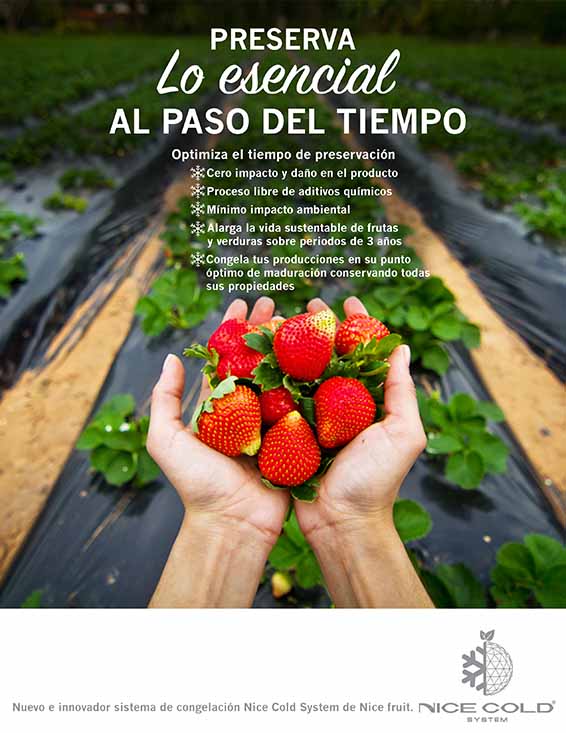 PRESERVA
Lo esencial
AL PASO DEL TIEMPO
Optimiza el tiempo de preservación
Cero impacto y daño en el producto
Proceso libre de aditivos químicos
Mínimo impacto ambiental
Alarga la vida sustentable de frutas
y verduras sobre periodos de 3 años
Congela tus producciones en su punto
óptimo de maduración conservando todas
sus propiedades
Nuevo e innovador sistema de congelación Nice Cold System de Nice fruit.
NICE COLD®
SYSTEM